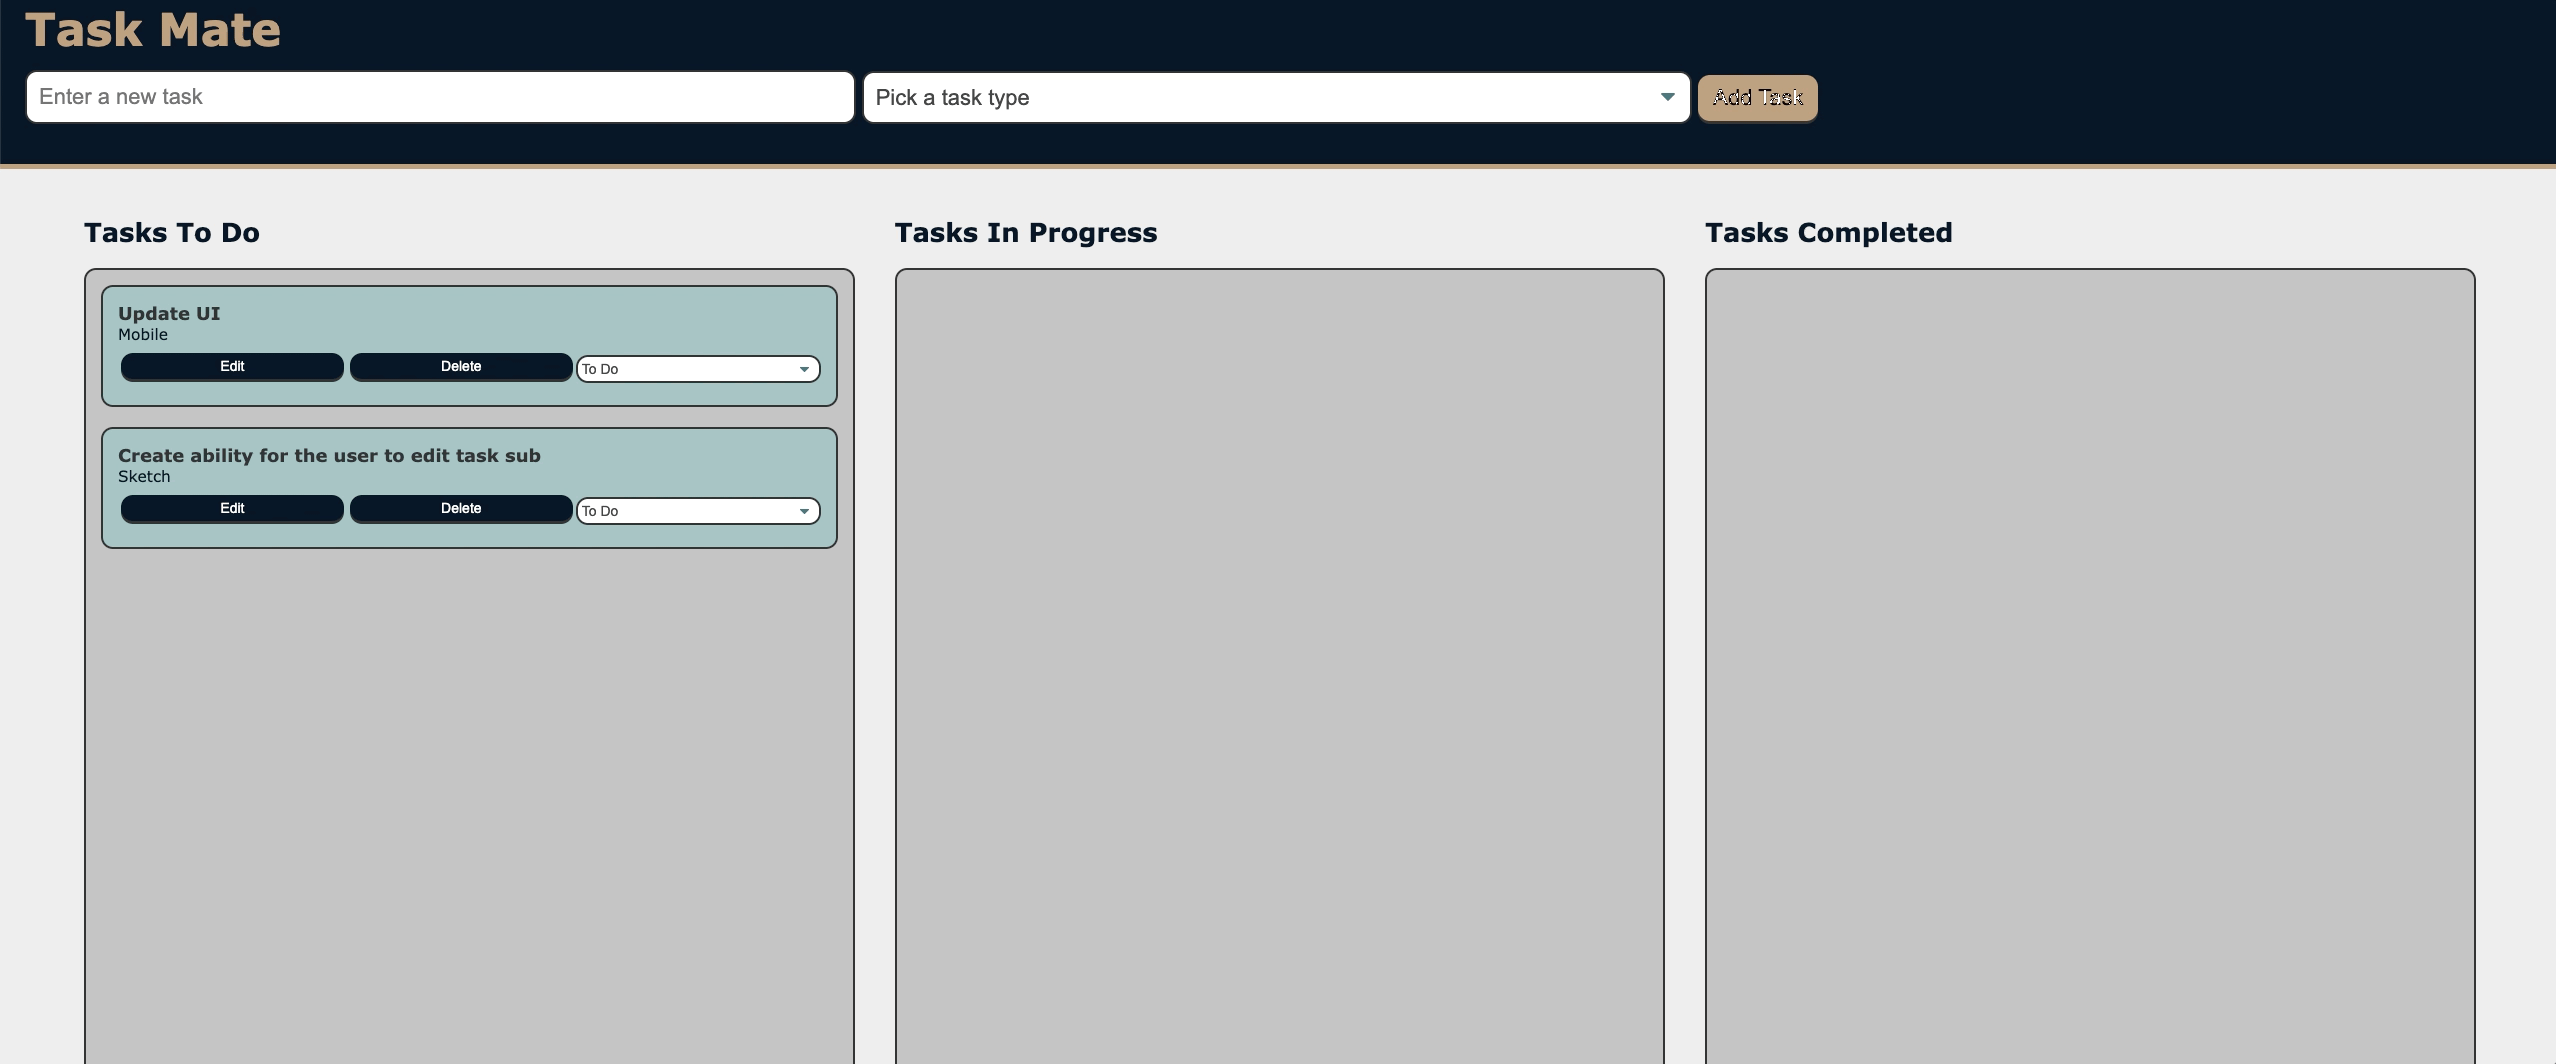 Task Mate
Enter a new task
Pick a task type
Add Task
Tasks To Do
Tasks In Progress
Tasks Completed
Update UI
Mobile
Edit
Delete
To Do
Create ability for the user to edit task sub
Sketch
Edit
Delete
To Do